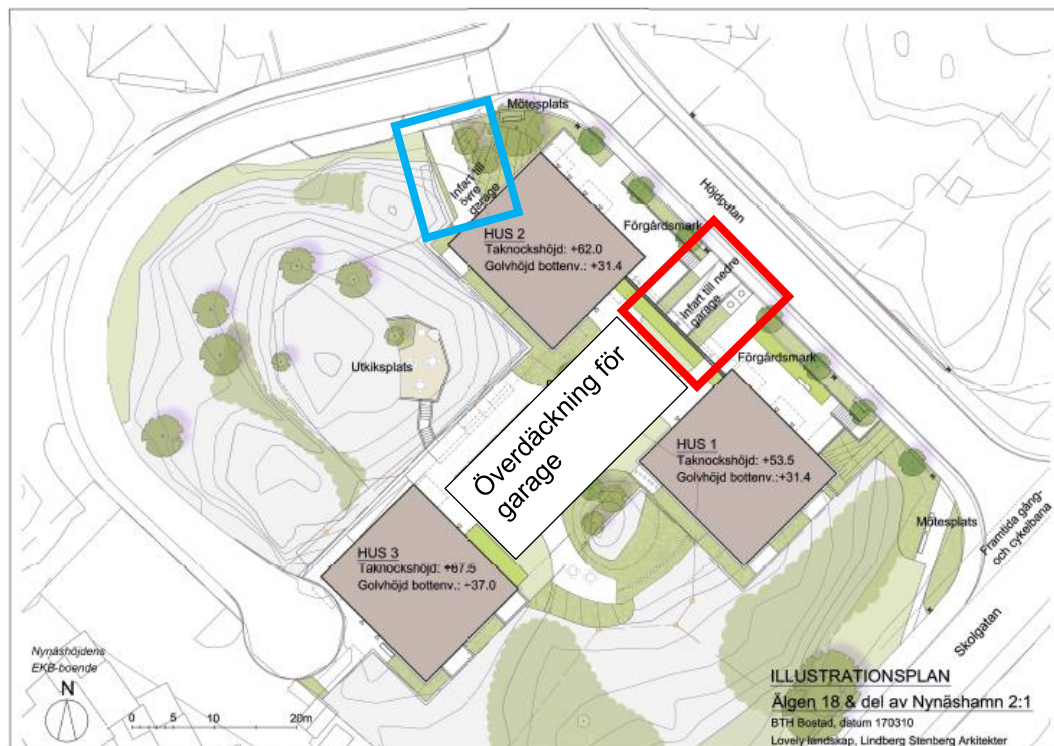 Mötesplats
Infart till
övre
garage
Höjdgatan
Förgårdsmark
HUS 2
Taknockshöjd: +62.0
Golvhöjd bottenv.: +31.4
Infart till nedre
garage
Förgårdsmark
Utkiksplats
Överdäckning för
garage
HUS 1
Taknockshöjd: +53.5
Golvhöjd bottenv.:+31.4
Mötesplats
Framtida gång-
och cykelbana
HUS 3
Taknockshöjd: +67.5
Golvhöjd bottenv.: +37.0
Skolgatan
Nynäshöjdens
EKB-boende
N
0 5 10 20m
ILLUSTRATIONSPLAN
Älgen 18 & del av Nynäshamn 2:1
BTH Bostad, datum 170310
Lovely landskap, Lindberg Stenberg Arkitekter